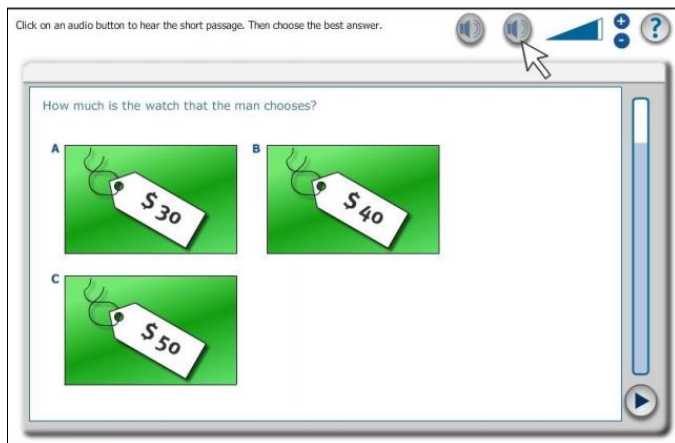 Click on an audio button to hear the short passage. Then choose the best answer.
+
-
?
How much is the watch that the man chooses?
A
$30
B
$40
C
$50